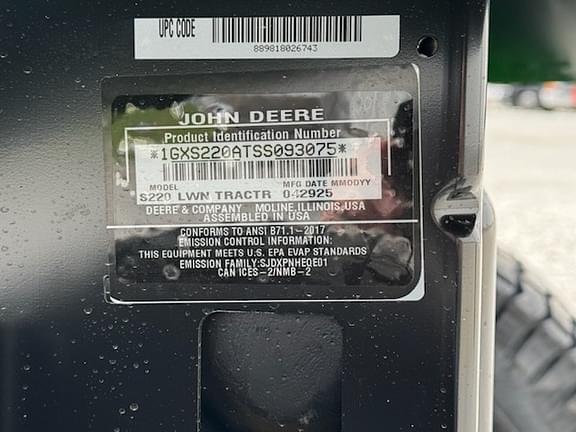 UPC CODE
889818026743
JOHN DEERE
Product Identification Number
*1GXS220ATSS093075*
MODEL MFG DATE MMDDYY
S220 LWN TRACTR 042925
DEERE & COMPANY MOLINE, ILLINOIS, USA
ASSEMBLED IN USA
CONFORMS TO ANSI B71.1-2017
EMISSION CONTROL INFORMATION:
THIS EQUIPMENT MEETS U.S. EPA EVAP STANDARDS
EMISSION FAMILY:SJDXPNHEQE01
CAN ICES-2/NMB-2